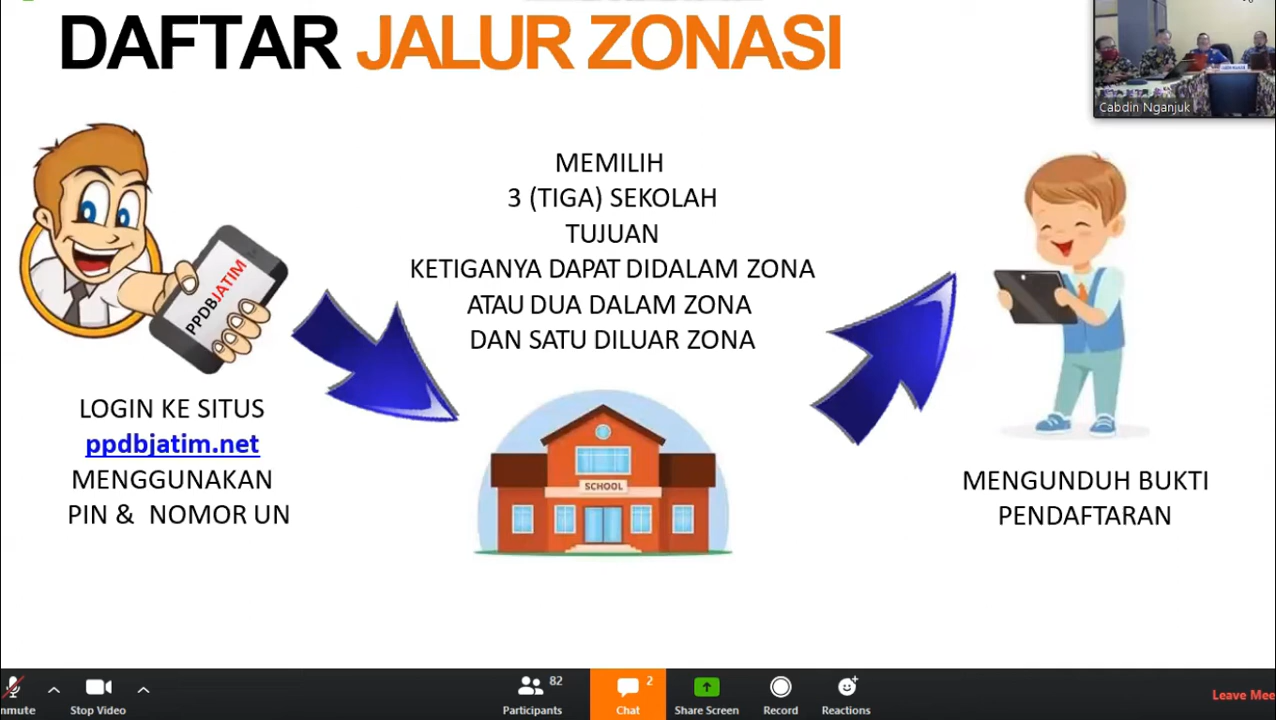 DAFTAR JALUR ZONASI
Cabdin Nganjuk
PPDBJATIM
LOGIN KE SITUS
ppdbjatim.net
MENGGUNAKAN
PIN & NOMOR UN
MEMILIH
3 (TIGA) SEKOLAH
TUJUAN
KETIGANYA DAPAT DIDALAM ZONA
ATAU DUA DALAM ZONA
DAN SATU DILUAR ZONA
SCHOOL
MENGUNDUH BUKTI
PENDAFTARAN
nmute
Stop Video
82
Participants
2
Chat
Share Screen
Record
Reactions
Leave Mee